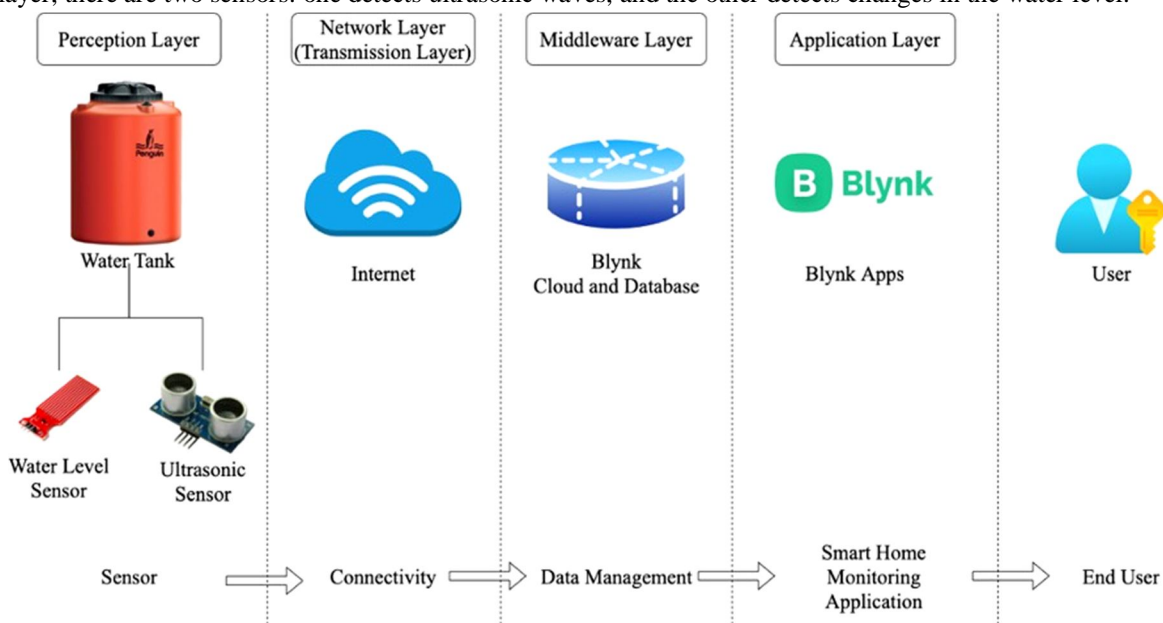 layer, there are two sensors: one detects ultrasonic waves, and the other detects changes in the water level.
Perception Layer
Network Layer
(Transmission Layer)
Middleware Layer
Application Layer
Penguin
B Blynk
Water Tank
Internet
Blynk
Cloud and Database
Blynk Apps
User
Water Level
Sensor
Ultrasonic
Sensor
Sensor
Connectivity
Data Management
Smart Home
Monitoring
Application
End User